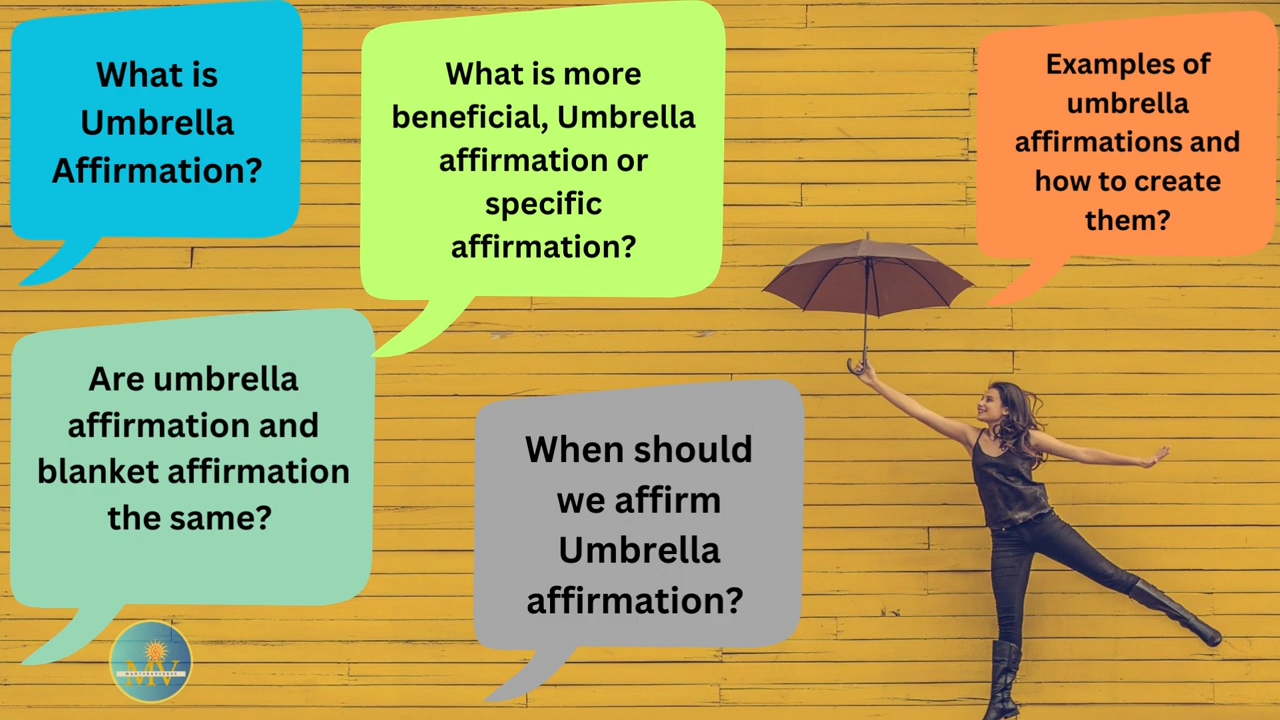 What is
Umbrella
Affirmation?
What is more
beneficial, Umbrella
affirmation or
specific
affirmation?
Examples of
umbrella
affirmations and
how to create
them?
Are umbrella
affirmation and
blanket affirmation
the same?
When should
we affirm
Umbrella
affirmation?
MV